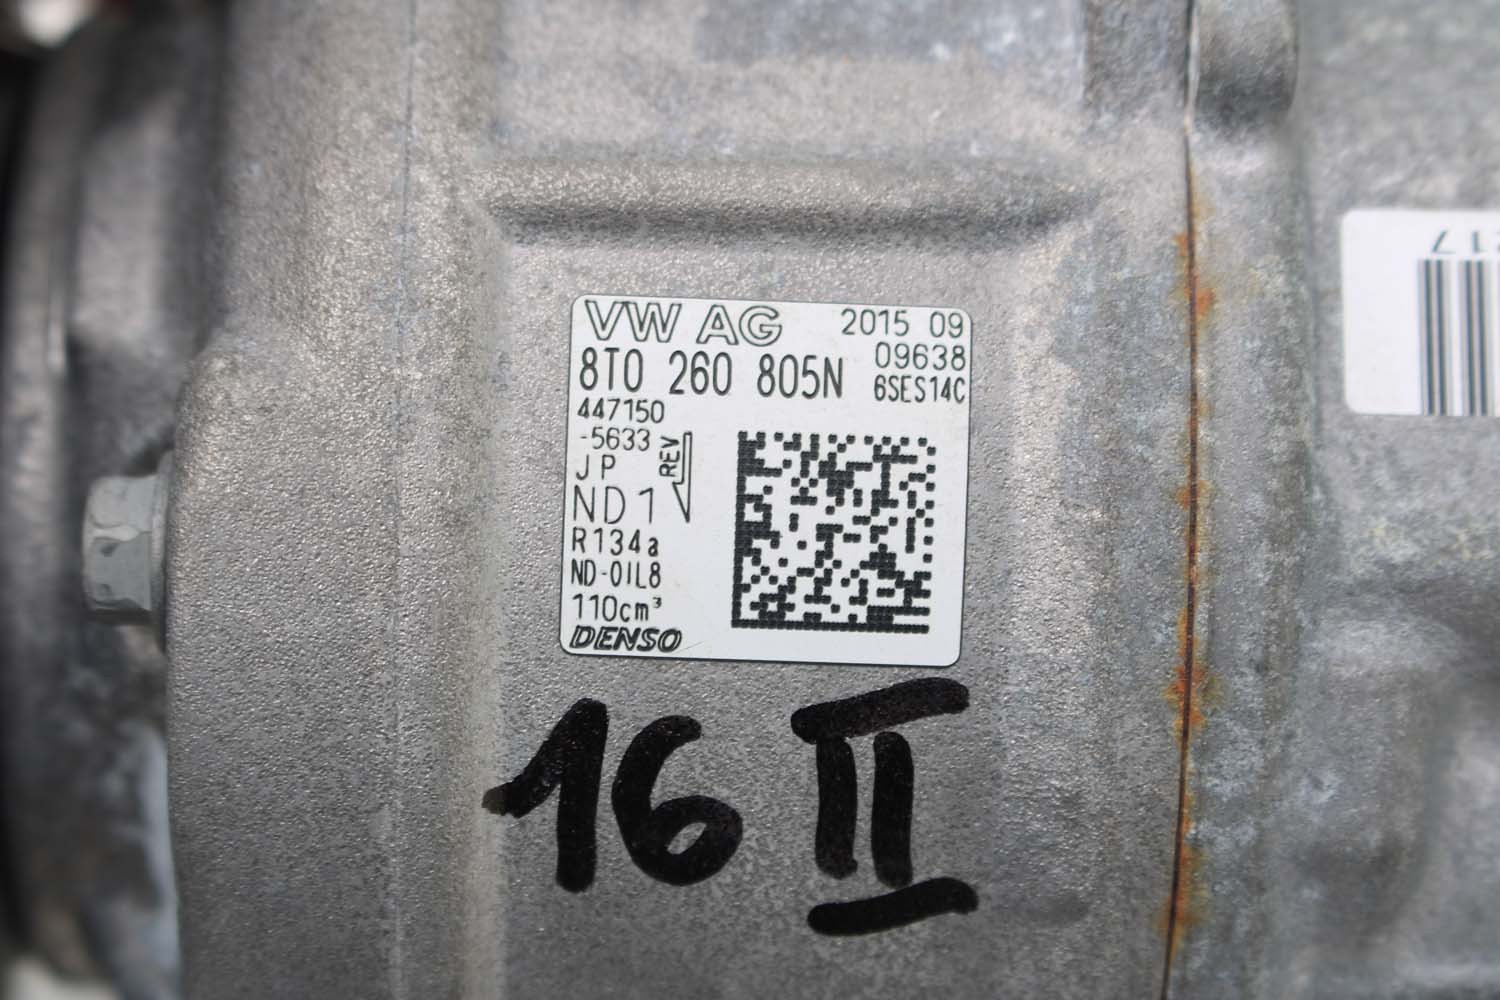 VW AG 2015 09
09638
8T0 260 805N 6SES14C
447150
-5633
REV
JP
ND1
R134a
ND-OIL8
110cm³
DENSO
16 II
217